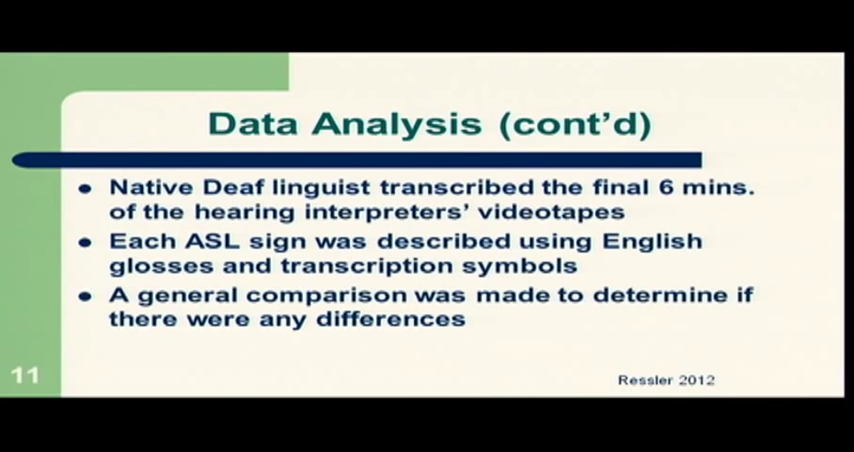 Data Analysis (cont’d)
Native Deaf linguist transcribed the final 6 mins.
of the hearing interpreters’ videotapes
Each ASL sign was described using English
glosses and transcription symbols
A general comparison was made to determine if
there were any differences
11
Ressler 2012